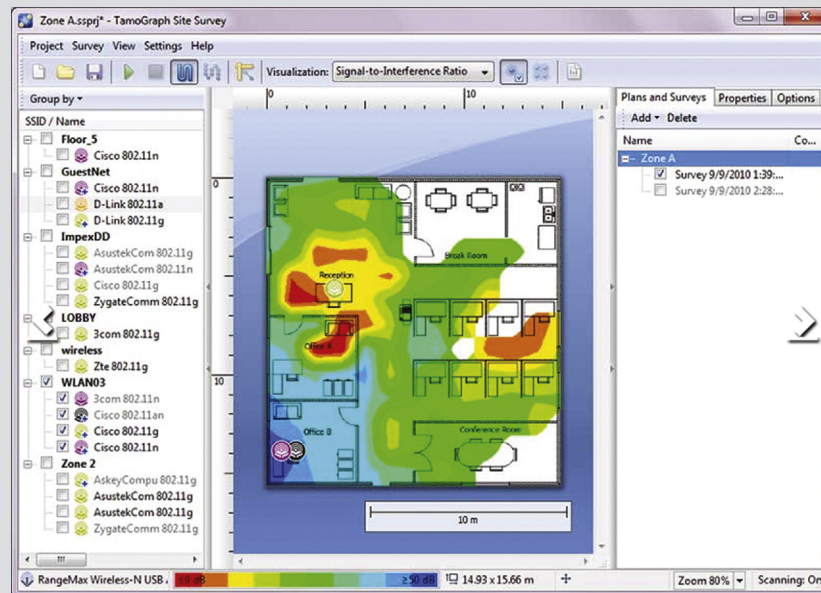 Zone A.ssprj* - TamoGraph Site Survey
Project Survey View Settings Help
Visualization: Signal-to-Interference Ratio
Group by
SSID / Name
Floor_5
Cisco 802.11n
GuestNet
Cisco 802.11n
D-Link 802.11a
D-Link 802.11g
ImpexDD
AsustekCom 802.11g
AsustekCom 802.11n
Cisco 802.11g
ZygateComm 802.11g
LOBBY
3com 802.11g
wireless
Zte 802.11g
WLAN03
3com 802.11n
Cisco 802.11an
Cisco 802.11g
Cisco 802.11n
Zone 2
AskeyCompu 802.11g
AsustekCom 802.11g
AsustekCom 802.11g
ZygateComm 802.11g
0
10
0
10
Break Room
Reception
Office A
Office B
Conference Room
10 m
Plans and Surveys Properties Options
Add Delete
Name Co...
Zone A
Survey 9/9/2010 1:39:...
Survey 9/9/2010 2:28:...
RangeMax Wireless-N USB
≤0 dB
≥50 dB
14.93 x 15.66 m
Zoom 80%
Scanning: